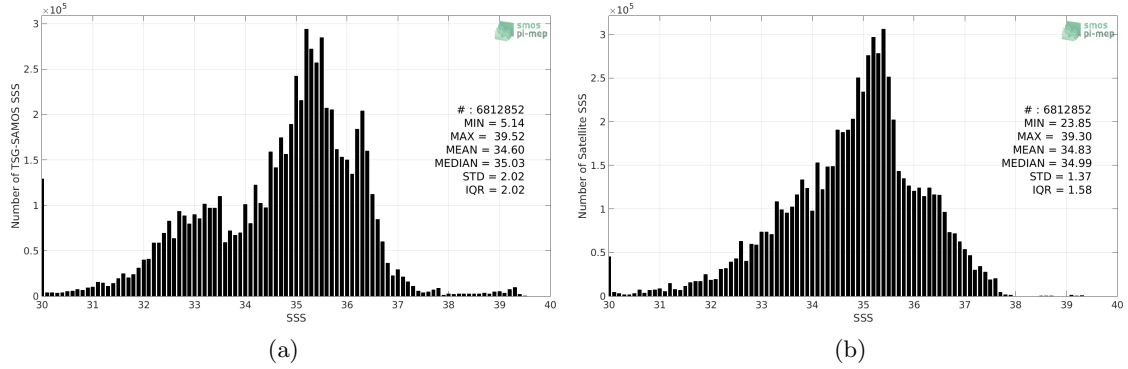 ×10⁵
3
2.5
2
1.5
1
0.5
0
Number of TSG-SAMOS SSS
smos
pi-mep
# : 6812852
MIN = 5.14
MAX = 39.52
MEAN = 34.60
MEDIAN = 35.03
STD = 2.02
IQR = 2.02
30 31 32 33 34 35 36 37 38 39 40
SSS
(a)
×10⁵
3
2.5
2
1.5
1
0.5
0
Number of Satellite SSS
smos
pi-mep
# : 6812852
MIN = 23.85
MAX = 39.30
MEAN = 34.83
MEDIAN = 34.99
STD = 1.37
IQR = 1.58
30 31 32 33 34 35 36 37 38 39 40
SSS
(b)